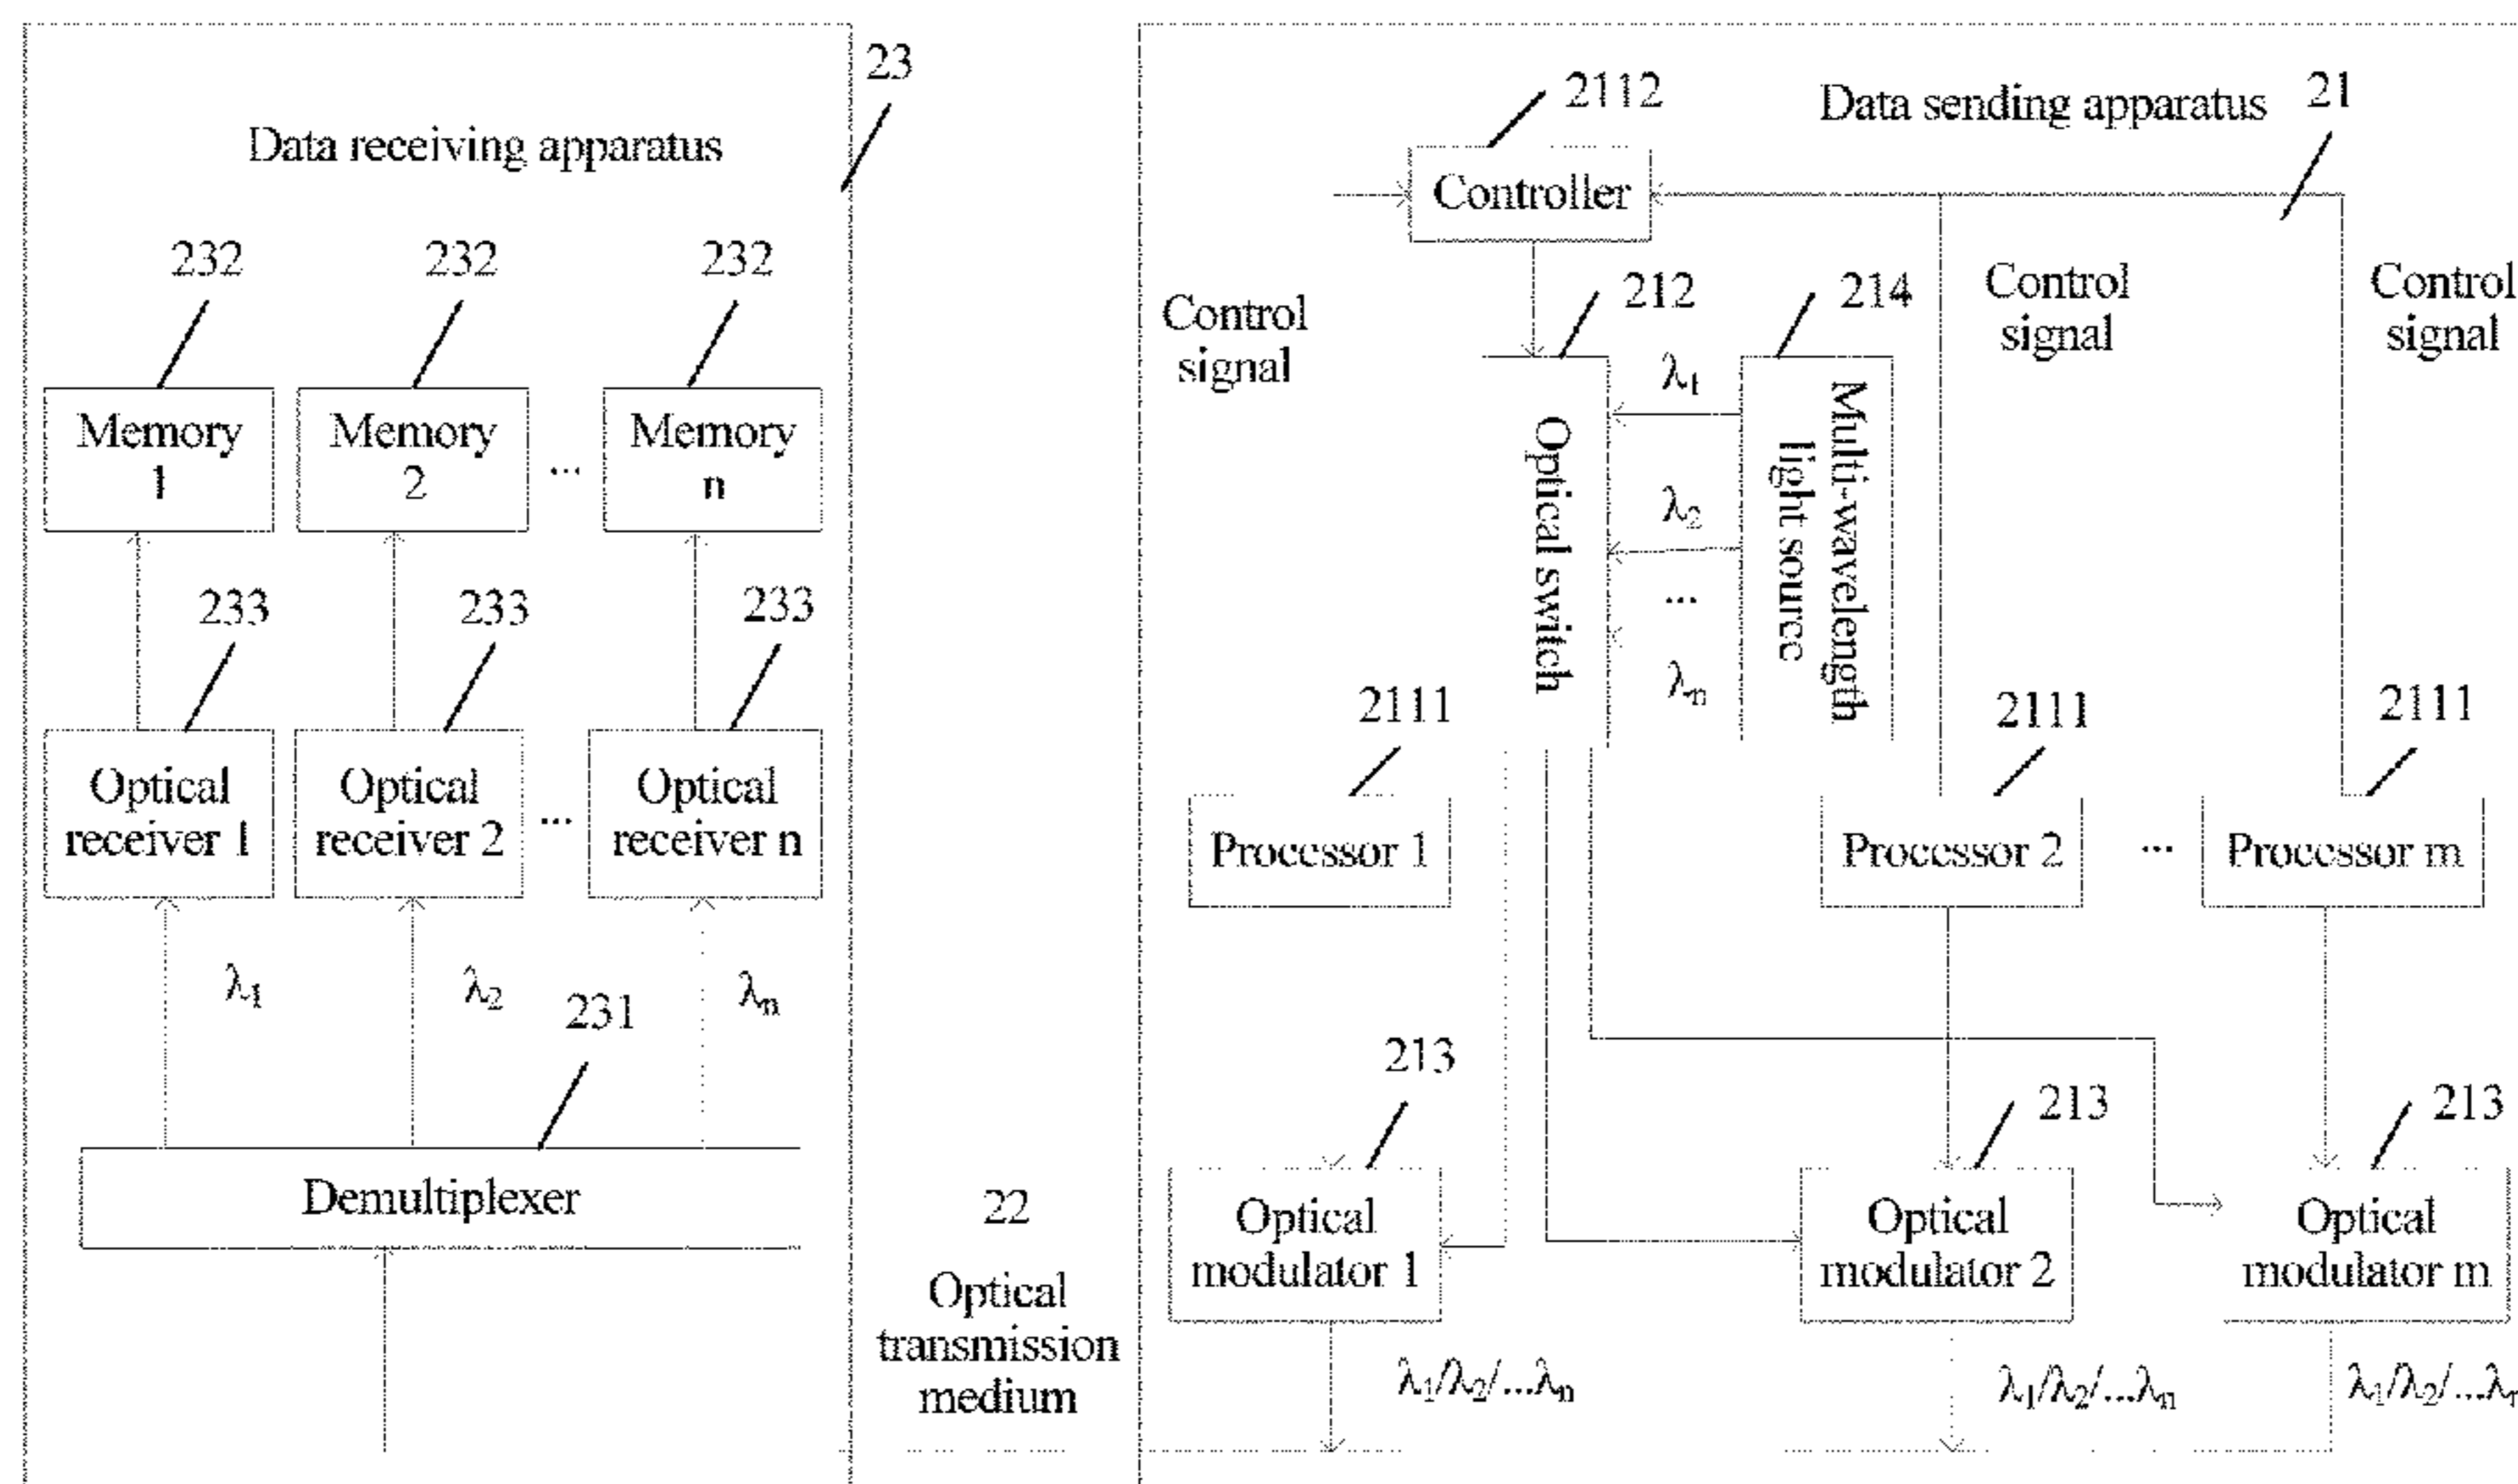 23
Data receiving apparatus
232
232
232
Memory
1
Memory
2
...
Memory
n
233
233
233
Optical
receiver 1
Optical
receiver 2
...
Optical
receiver n
λ1
λ2
λn
231
Demultiplexer
22
Optical
transmission
medium
2112
Data sending apparatus
21
Controller
Control
signal
212
214
Control
signal
Control
signal
Optical switch
λ1
λ2
...
λn
Multi-wavelength
light source
2111
2111
2111
Processor 1
Processor 2
...
Processor m
213
213
213
Optical
modulator 1
Optical
modulator 2
Optical
modulator m
λ1/λ2/...λn
λ1/λ2/...λn
λ1/λ2/...